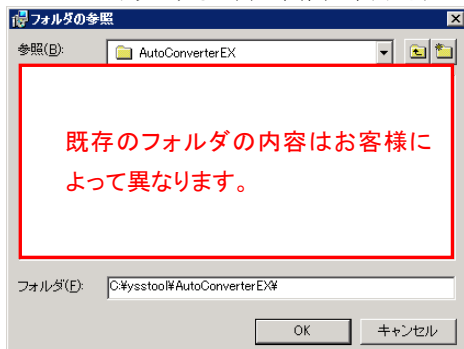 フォルダの参照
参照(B):
AutoConverterEX
既存のフォルダの内容はお客様に
よって異なります。
フォルダ(F):
C:¥ysstool¥AutoConverterEX¥
OK
キャンセル